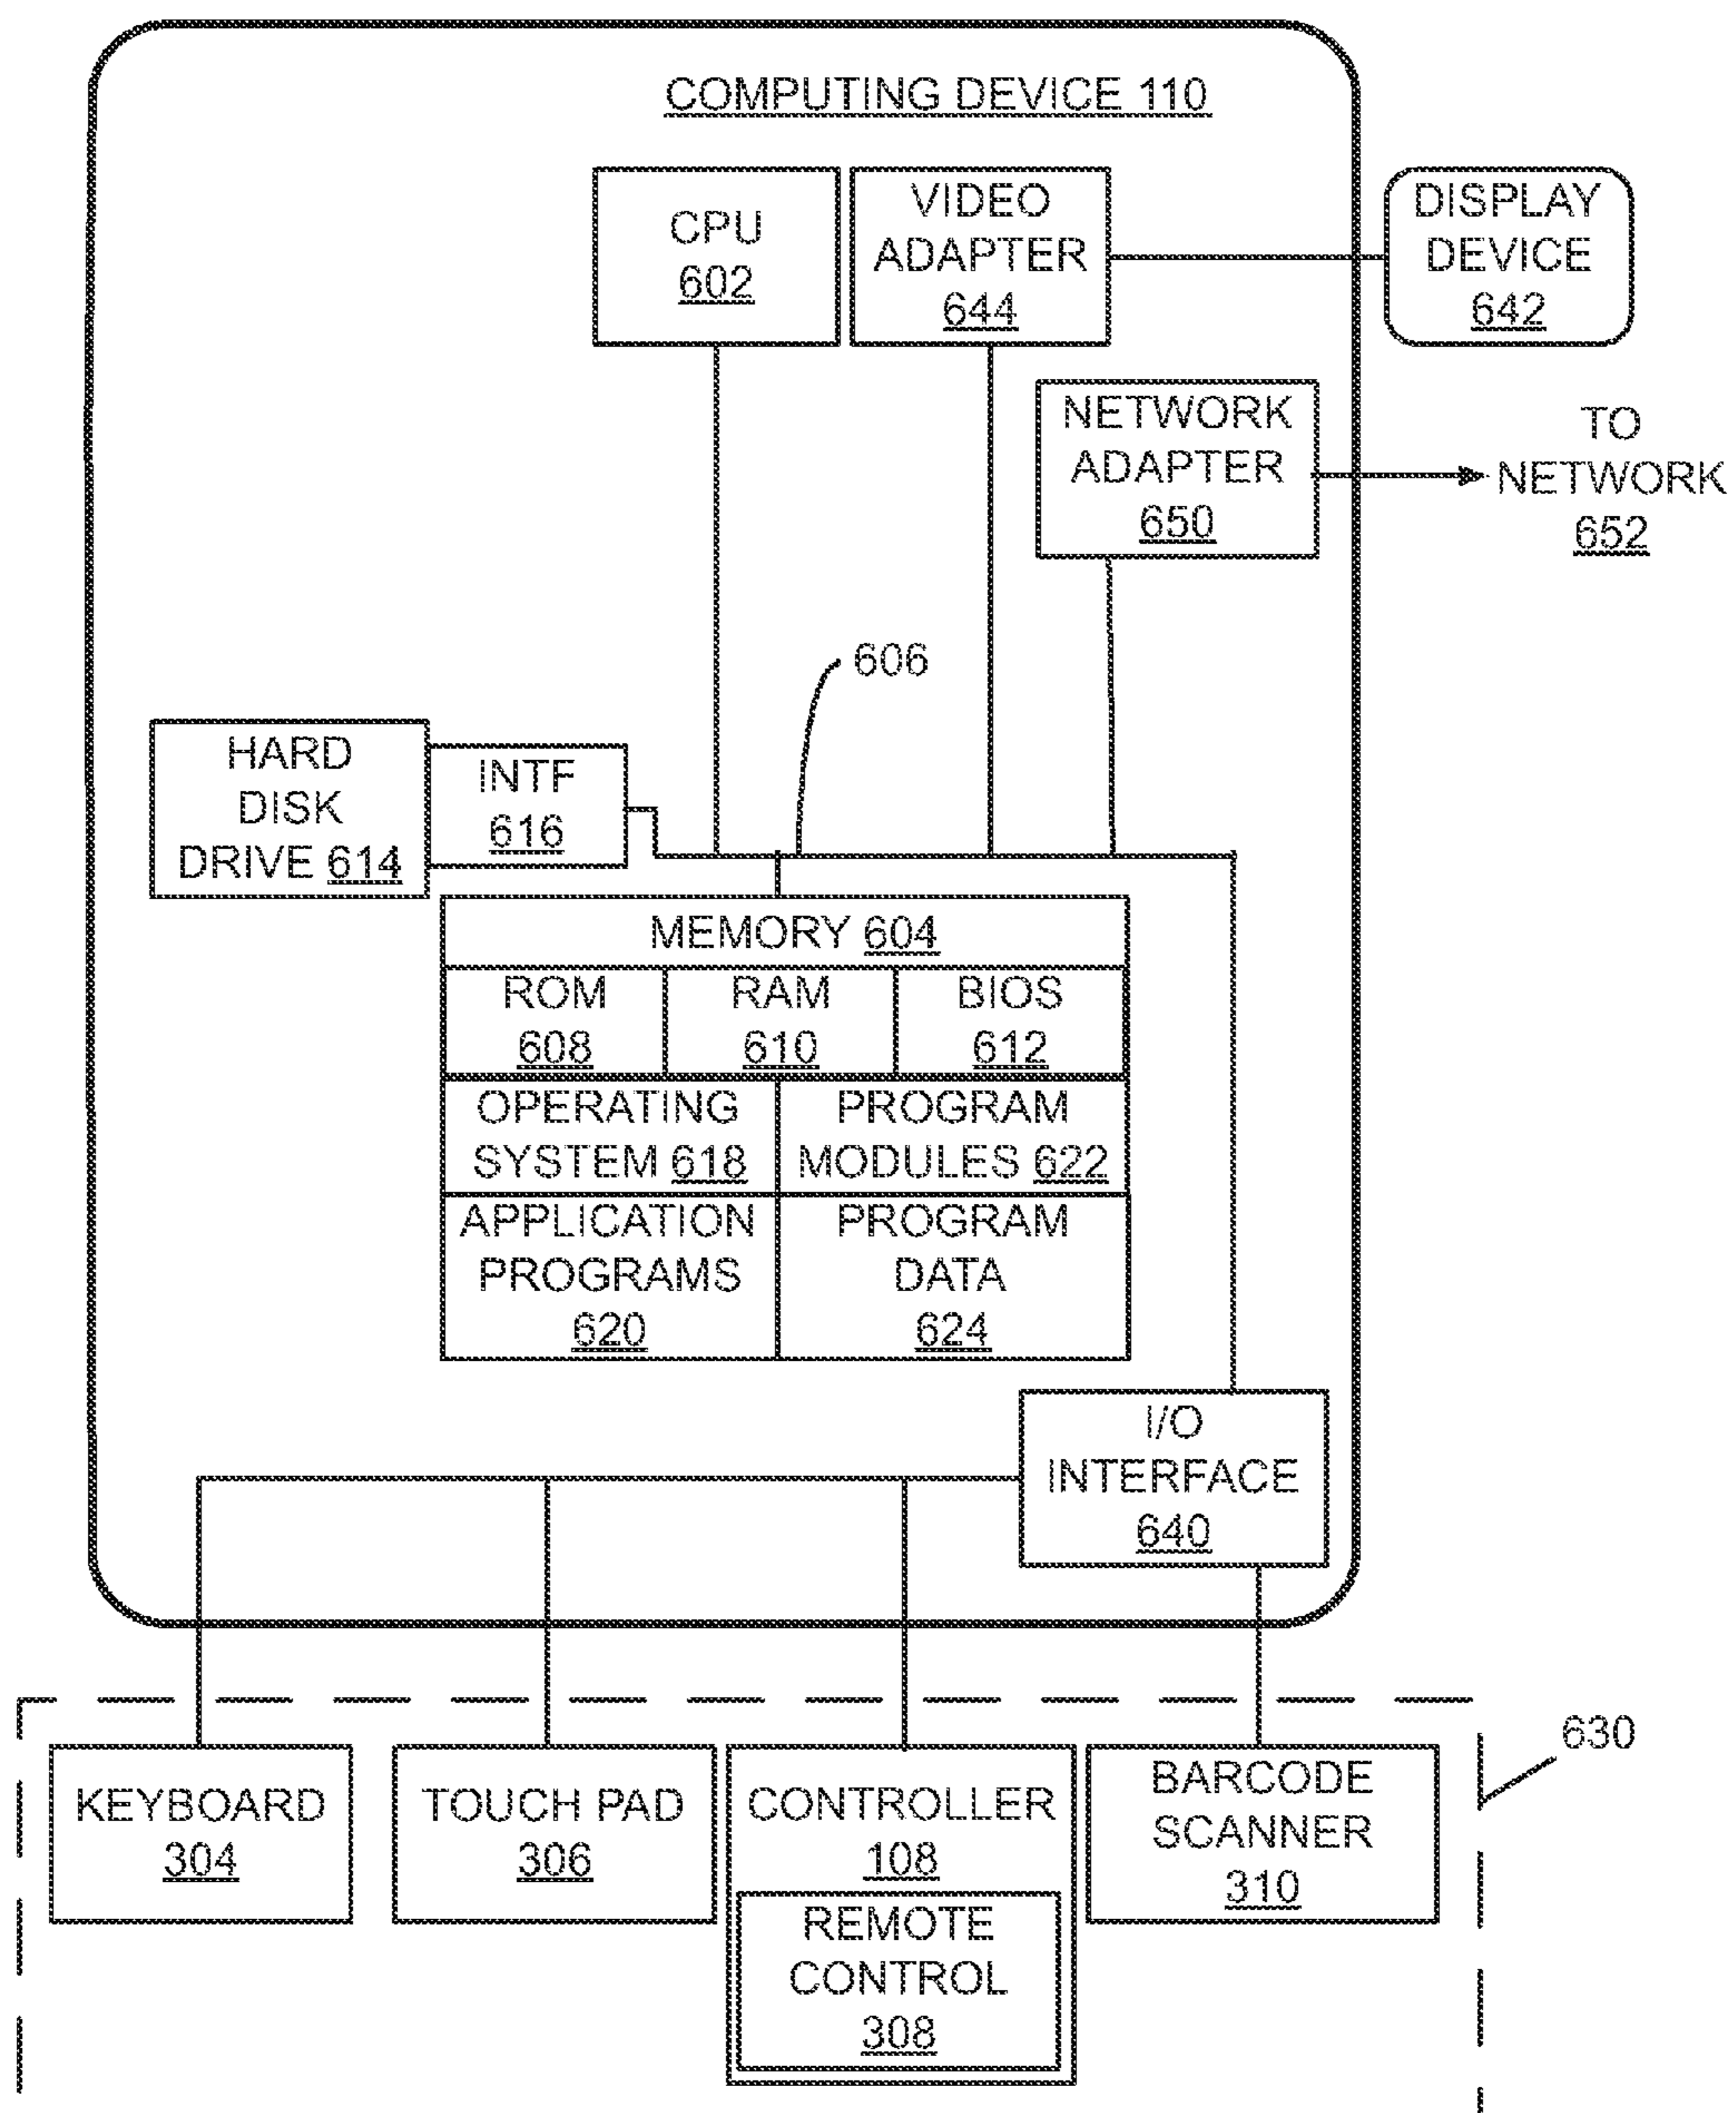 COMPUTING DEVICE 110
CPU
602
VIDEO
ADAPTER
644
DISPLAY
DEVICE
642
NETWORK
ADAPTER
650
TO
NETWORK
652
606
HARD
DISK
DRIVE 614
INTF
616
MEMORY 604
ROM
608
RAM
610
BIOS
612
OPERATING
SYSTEM 618
PROGRAM
MODULES 622
APPLICATION
PROGRAMS
620
PROGRAM
DATA
624
I/O
INTERFACE
640
630
KEYBOARD
304
TOUCH PAD
306
CONTROLLER
108
REMOTE
CONTROL
308
BARCODE
SCANNER
310